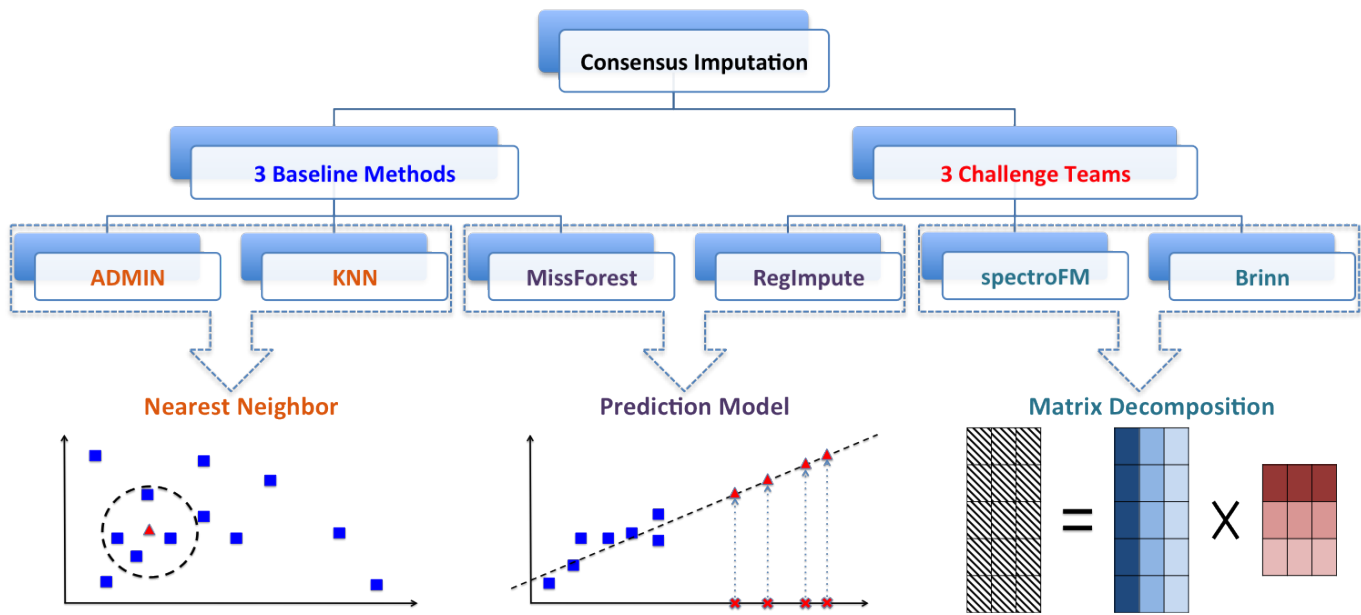 Consensus Imputation
3 Baseline Methods
3 Challenge Teams
ADMIN
KNN
MissForest
RegImpute
spectroFM
Brinn
Nearest Neighbor
Prediction Model
Matrix Decomposition